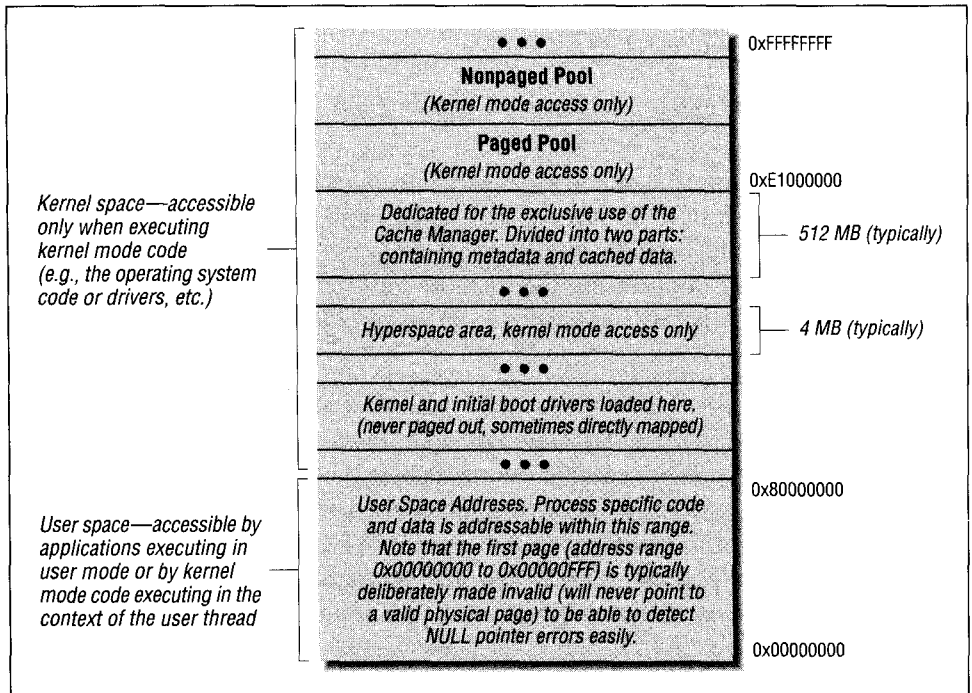 ● ● ●
0xFFFFFFFF
Nonpaged Pool
(Kernel mode access only)
Paged Pool
(Kernel mode access only)
0xE1000000
Kernel space—accessible
only when executing
kernel mode code
(e.g., the operating system
code or drivers, etc.)
Dedicated for the exclusive use of the
Cache Manager. Divided into two parts:
containing metadata and cached data.
512 MB (typically)
● ● ●
Hyperspace area, kernel mode access only
4 MB (typically)
● ● ●
Kernel and initial boot drivers loaded here.
(never paged out, sometimes directly mapped)
● ● ●
0x80000000
User space—accessible by
applications executing in
user mode or by kernel
mode code executing in the
context of the user thread
User Space Addreses. Process specific code
and data is addressable within this range.
Note that the first page (address range
0x00000000 to 0x00000FFF) is typically
deliberately made invalid (will never point to
a valid physical page) to be able to detect
NULL pointer errors easily.
0x00000000